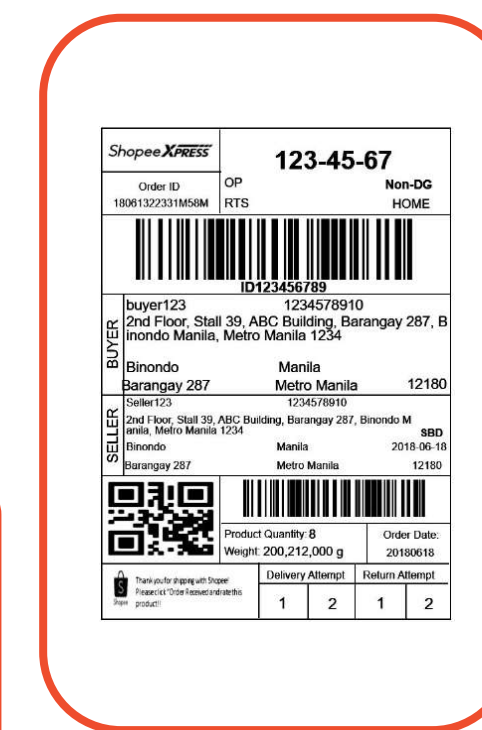 Shopee XPRESS
123-45-67
Order ID
18061322331M58M
OP Non-DG
RTS HOME
ID123456789
BUYER
buyer123 1234578910
2nd Floor, Stall 39, ABC Building, Barangay 287, B
inondo Manila, Metro Manila 1234
Binondo Manila
Barangay 287 Metro Manila 12180
SELLER
Seller123 1234578910
2nd Floor, Stall 39, ABC Building, Barangay 287, Binondo M
anila, Metro Manila 1234
SBD
Binondo Manila 2018-06-18
Barangay 287 Metro Manila 12180
Product Quantity: 8
Weight: 200,212,000 g
Order Date:
20180618
Shopee
Thank you for shopping with Shopee!
Please click "Order Received and rate this
product!!
Delivery Attempt Return Attempt
1 2 1 2